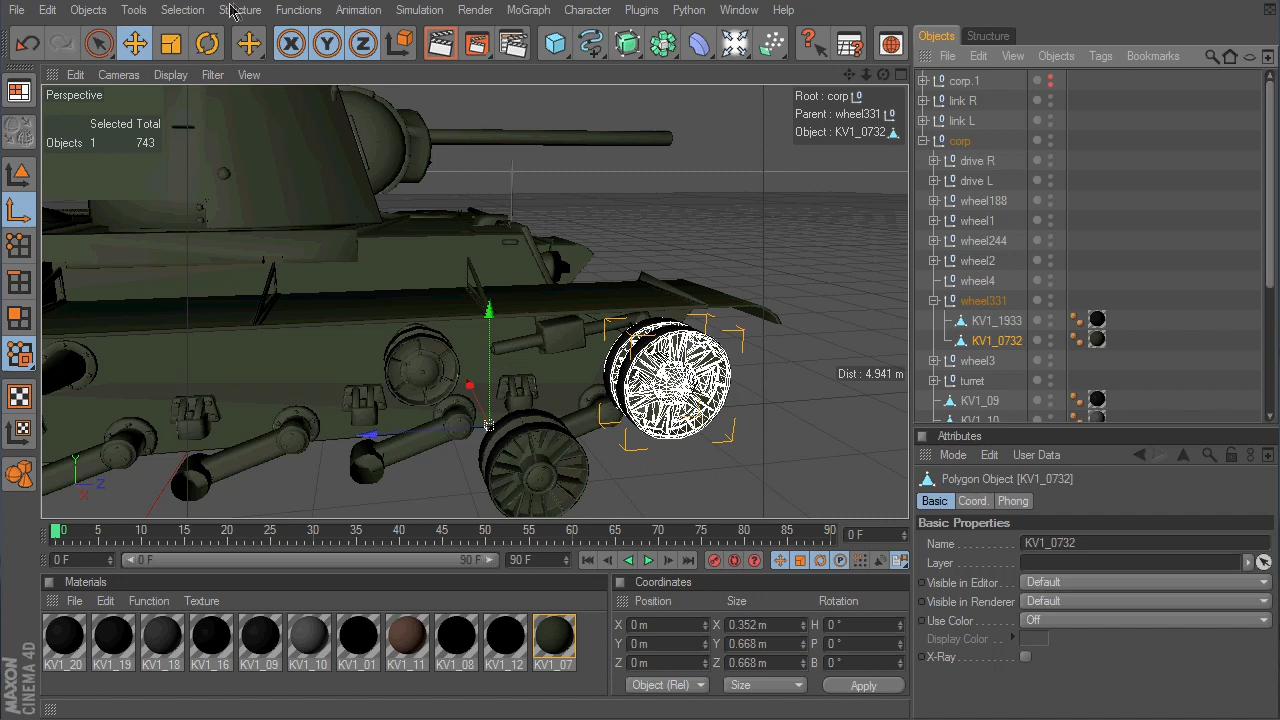 File Edit Objects Tools Selection Structure Functions Animation Simulation Render MoGraph Character Plugins Python Window Help
Objects Structure
File Edit View Objects Tags Bookmarks
Edit Cameras Display Filter View
Perspective
Selected Total
Objects 1 743
Root : corp
Parent : wheel331
Object : KV1_0732
Dist : 4.941 m
corp.1
link R
link L
corp
drive R
drive L
wheel188
wheel1
wheel244
wheel2
wheel4
wheel331
KV1_1933
KV1_0732
wheel3
turret
KV1_09
KV1_10
Attributes
Mode Edit User Data
Polygon Object [KV1_0732]
Basic Coord. Phong
Basic Properties
Name KV1_0732
Layer
Visible in Editor Default
Visible in Renderer Default
Use Color Off
Display Color
X-Ray
0 5 10 15 20 25 30 35 40 45 50 55 60 65 70 75 80 85 90 0 F
0 F 0 F 90 F 90 F
Materials
File Edit Function Texture
KV1_20 KV1_19 KV1_18 KV1_16 KV1_09 KV1_10 KV1_01 KV1_11 KV1_08 KV1_12 KV1_07
Coordinates
Position Size Rotation
X 0 m X 0.352 m H 0 °
Y 0 m Y 0.668 m P 0 °
Z 0 m Z 0.668 m B 0 °
Object (Rel) Size Apply
MAXON
CINEMA 4D
X Y Z
Y
Z
X